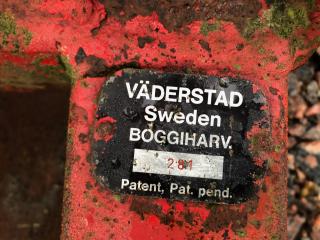 VÄDERSTAD
Sweden
BOGGIHARV.
281
Patent, Pat. pend.